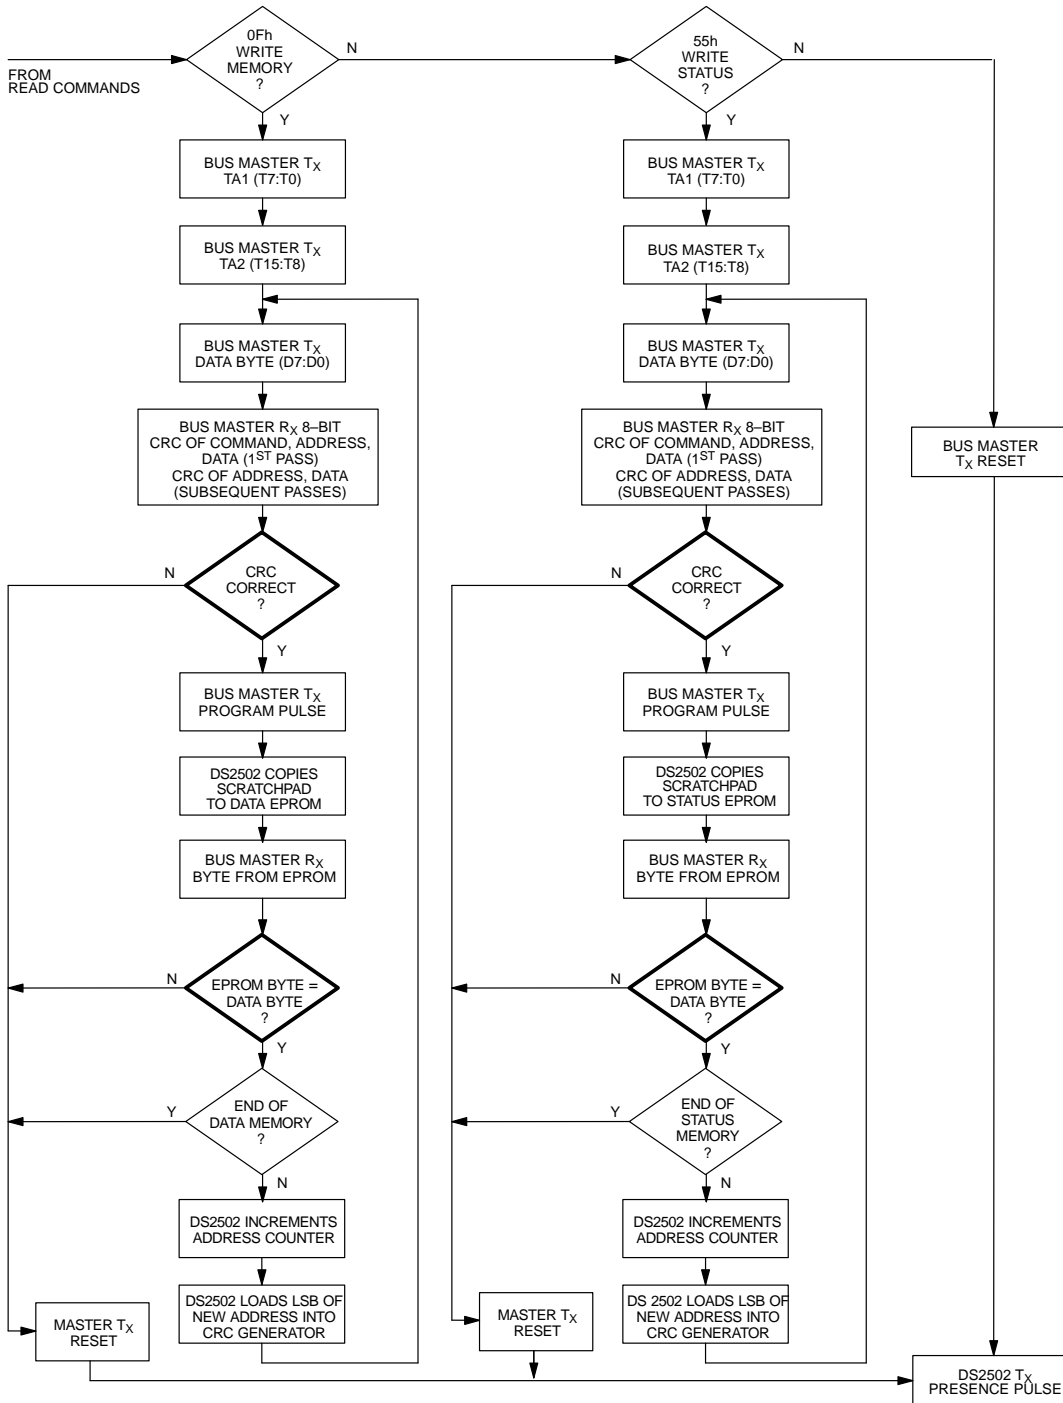 0Fh
WRITE
MEMORY
?
N
55h
WRITE
STATUS
?
N
FROM
READ COMMANDS
Y
Y
BUS MASTER TX
TA1 (T7:T0)
BUS MASTER TX
TA1 (T7:T0)
BUS MASTER TX
TA2 (T15:T8)
BUS MASTER TX
TA2 (T15:T8)
BUS MASTER TX
DATA BYTE (D7:D0)
BUS MASTER TX
DATA BYTE (D7:D0)
BUS MASTER RX 8–BIT
CRC OF COMMAND, ADDRESS,
DATA (1ST PASS)
CRC OF ADDRESS, DATA
(SUBSEQUENT PASSES)
BUS MASTER RX 8–BIT
CRC OF COMMAND, ADDRESS,
DATA (1ST PASS)
CRC OF ADDRESS, DATA
(SUBSEQUENT PASSES)
BUS MASTER
TX RESET
N
CRC
CORRECT
?
N
CRC
CORRECT
?
Y
Y
BUS MASTER TX
PROGRAM PULSE
BUS MASTER TX
PROGRAM PULSE
DS2502 COPIES
SCRATCHPAD
TO DATA EPROM
DS2502 COPIES
SCRATCHPAD
TO STATUS EPROM
BUS MASTER RX
BYTE FROM EPROM
BUS MASTER RX
BYTE FROM EPROM
N
EPROM BYTE =
DATA BYTE
?
N
EPROM BYTE =
DATA BYTE
?
Y
Y
Y
END OF
DATA MEMORY
?
Y
END OF
STATUS
MEMORY
?
N
N
DS2502 INCREMENTS
ADDRESS COUNTER
DS2502 INCREMENTS
ADDRESS COUNTER
MASTER TX
RESET
DS2502 LOADS LSB OF
NEW ADDRESS INTO
CRC GENERATOR
MASTER TX
RESET
DS 2502 LOADS LSB OF
NEW ADDRESS INTO
CRC GENERATOR
DS2502 TX
PRESENCE PULSE